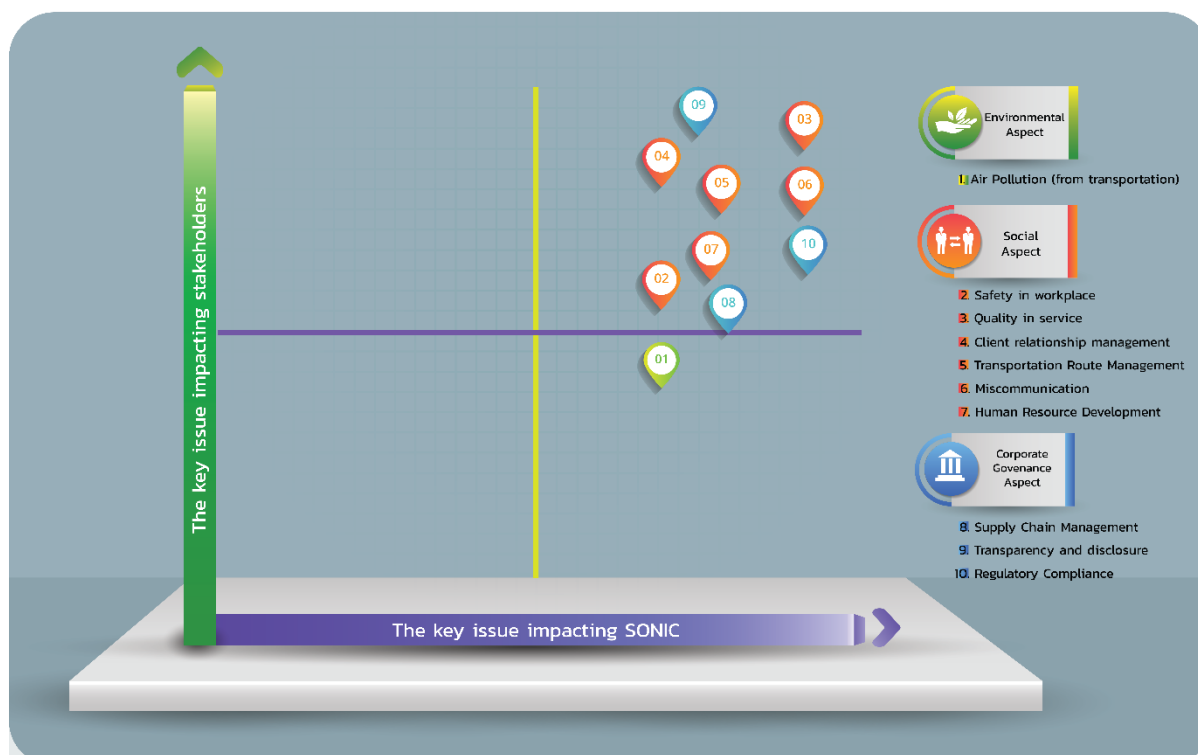 The key issue impacting stakeholders
09
03
04
05
06
10
07
02
08
01
The key issue impacting SONIC
Environmental
Aspect
1. Air Pollution (from transportation)
Social
Aspect
2. Safety in workplace
3. Quality in service
4. Client relationship management
5. Transportation Route Management
6. Miscommunication
7. Human Resource Development
Corporate
Govenance
Aspect
8. Supply Chain Management
9. Transparency and disclosure
10. Regulatory Compliance